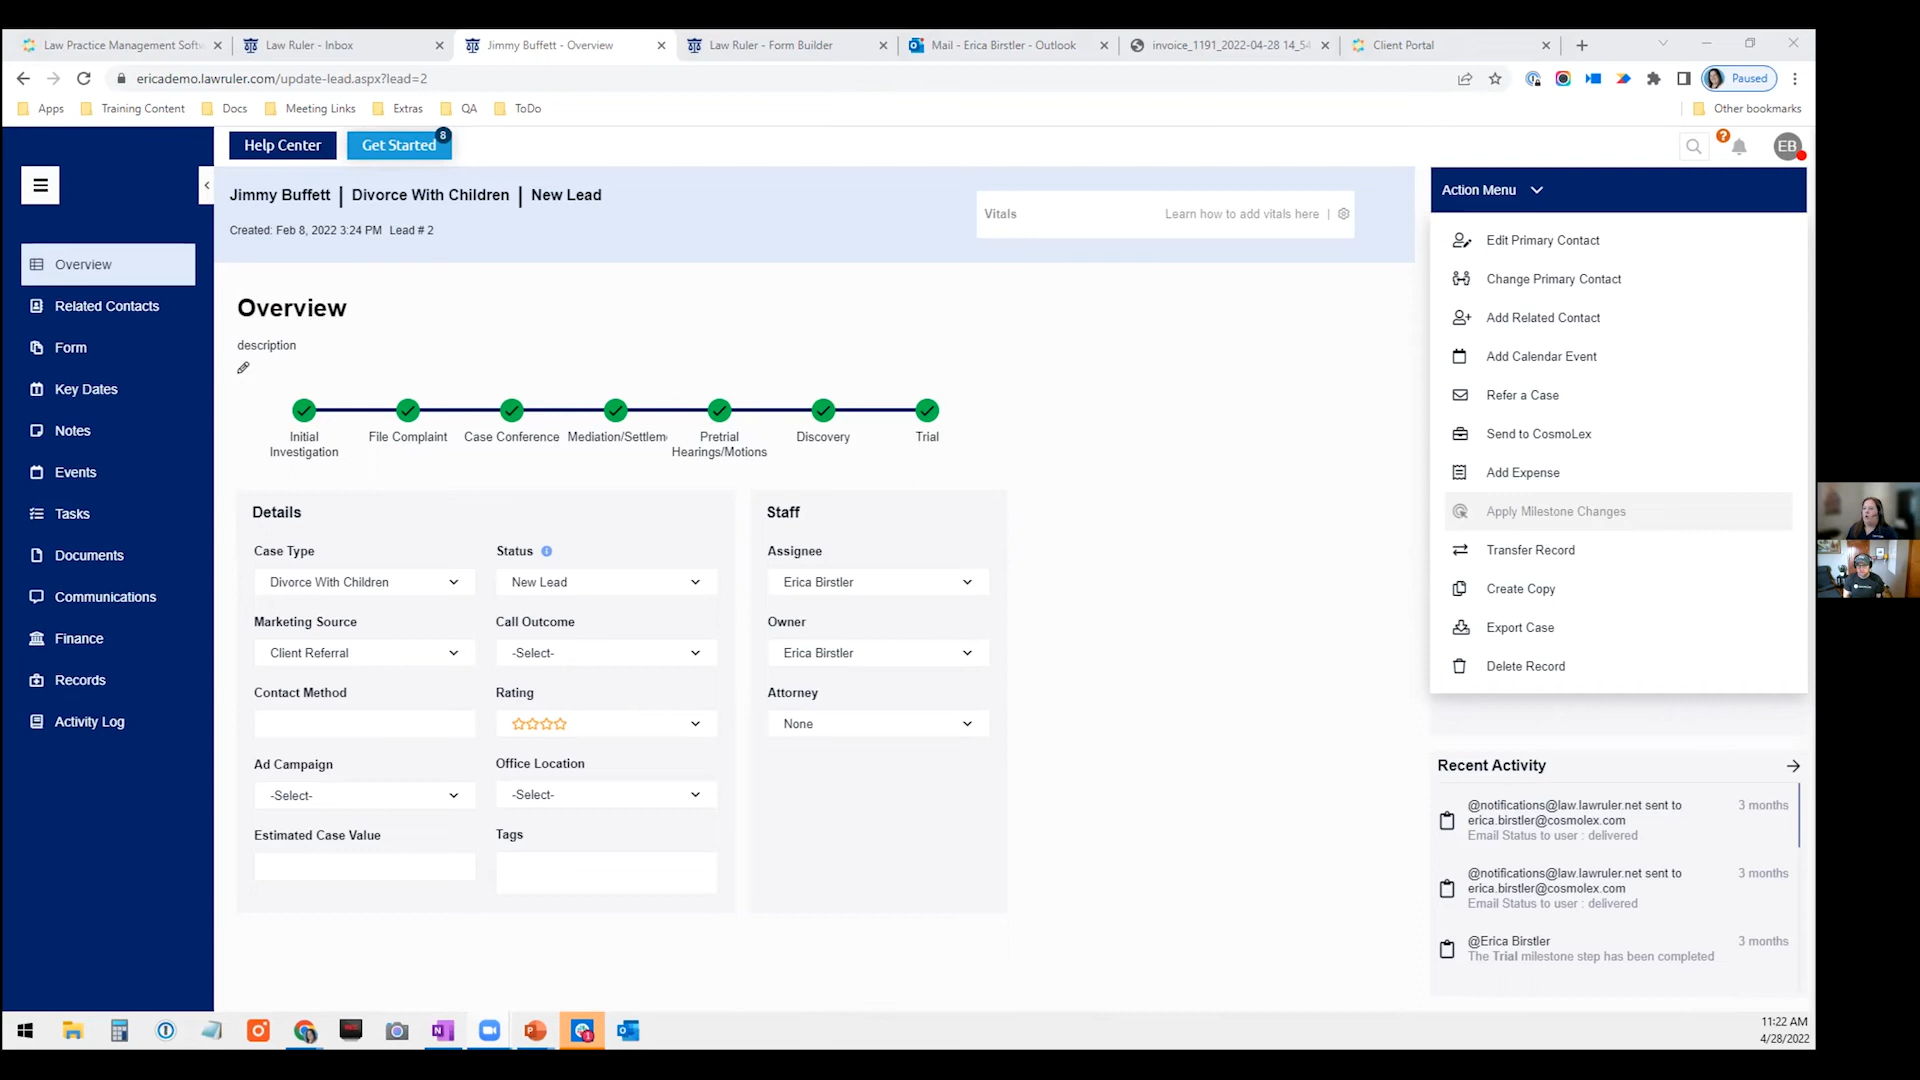 Law Practice Management Softw
Law Ruler - Inbox
Jimmy Buffett - Overview
Law Ruler - Form Builder
Mail - Erica Birstler - Outlook
invoice_1191_2022-04-28 14_54
Client Portal
ericademo.lawruler.com/update-lead.aspx?lead=2
Paused
Apps
Training Content
Docs
Meeting Links
Extras
QA
ToDo
Other bookmarks
Help Center
Get Started
8
?
EB
Jimmy Buffett | Divorce With Children | New Lead
Created: Feb 8, 2022 3:24 PM Lead # 2
Vitals
Learn how to add vitals here |
Action Menu
Overview
Related Contacts
Form
Key Dates
Notes
Events
Tasks
Documents
Communications
Finance
Records
Activity Log
Overview
description
Initial Investigation
File Complaint
Case Conference
Mediation/Settlem
Pretrial Hearings/Motions
Discovery
Trial
Details
Case Type
Divorce With Children
Status
New Lead
Marketing Source
Client Referral
Call Outcome
-Select-
Contact Method
Rating
Ad Campaign
-Select-
Office Location
-Select-
Estimated Case Value
Tags
Staff
Assignee
Erica Birstler
Owner
Erica Birstler
Attorney
None
Edit Primary Contact
Change Primary Contact
Add Related Contact
Add Calendar Event
Refer a Case
Send to CosmoLex
Add Expense
Apply Milestone Changes
Transfer Record
Create Copy
Export Case
Delete Record
Recent Activity
@notifications@law.lawruler.net sent to
3 months
erica.birstler@cosmolex.com
Email Status to user : delivered
@notifications@law.lawruler.net sent to
3 months
erica.birstler@cosmolex.com
Email Status to user : delivered
@Erica Birstler
3 months
The Trial milestone step has been completed
11:22 AM
4/28/2022